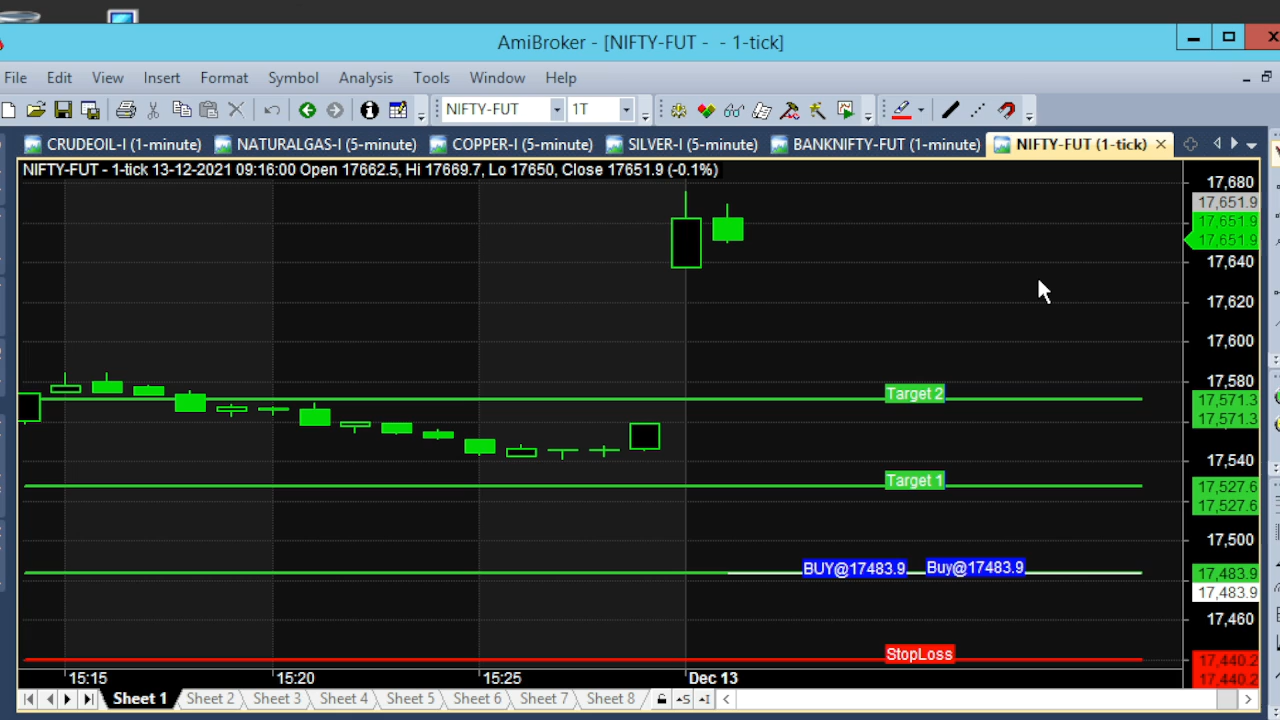 AmiBroker - [NIFTY-FUT - - 1-tick]
File Edit View Insert Format Symbol Analysis Tools Window Help
NIFTY-FUT 1T
CRUDEOIL-I (1-minute) NATURALGAS-I (5-minute) COPPER-I (5-minute) SILVER-I (5-minute) BANKNIFTY-FUT (1-minute) NIFTY-FUT (1-tick)
NIFTY-FUT - 1-tick 13-12-2021 09:16:00 Open 17662.5, Hi 17669.7, Lo 17650, Close 17651.9 (-0.1%)
17,680
17,651.9
17,651.9
17,651.9
17,640
17,620
17,600
17,580
Target 2
17,571.3
17,571.3
17,540
Target 1
17,527.6
17,527.6
17,500
BUY@17483.9 Buy@17483.9
17,483.9
17,483.9
17,460
StopLoss
17,440.2
17,440.2
15:15 15:20 15:25 Dec 13
Sheet 1 Sheet 2 Sheet 3 Sheet 4 Sheet 5 Sheet 6 Sheet 7 Sheet 8